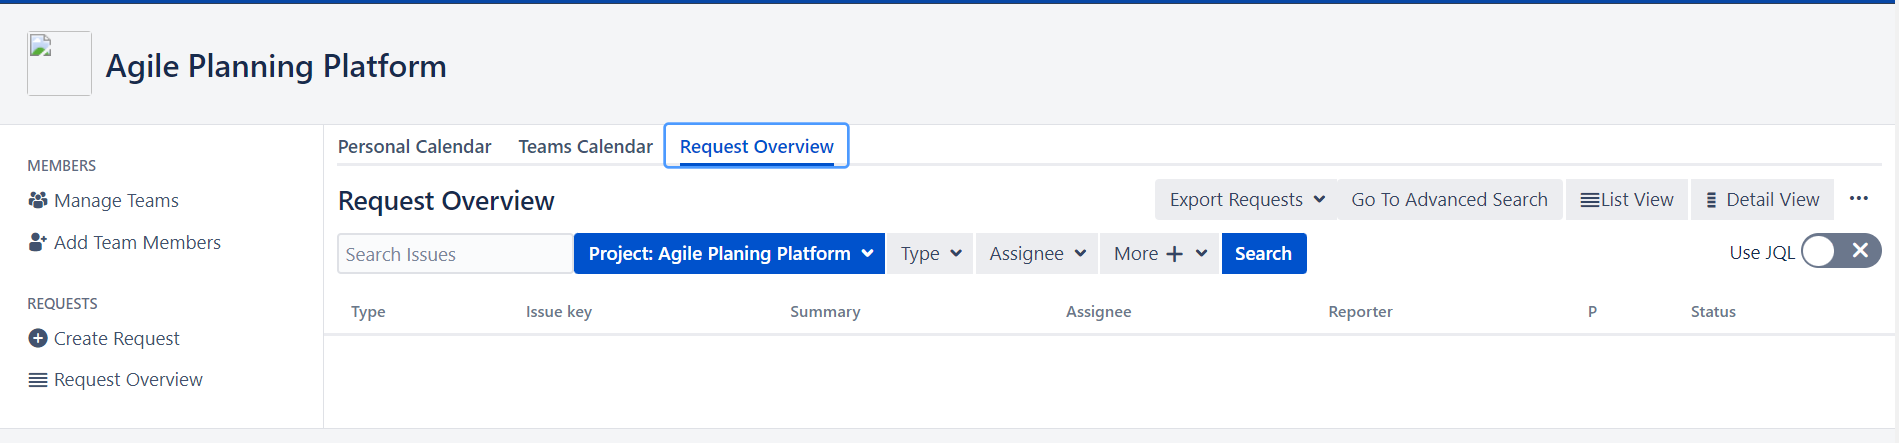 Agile Planning Platform
MEMBERS
Manage Teams
Add Team Members
REQUESTS
Create Request
Request Overview
Personal Calendar Teams Calendar Request Overview
Request Overview
Export Requests Go To Advanced Search List View Detail View ...
Search Issues Project: Agile Planing Platform Type Assignee More Search Use JQL
Type Issue key Summary Assignee Reporter P Status